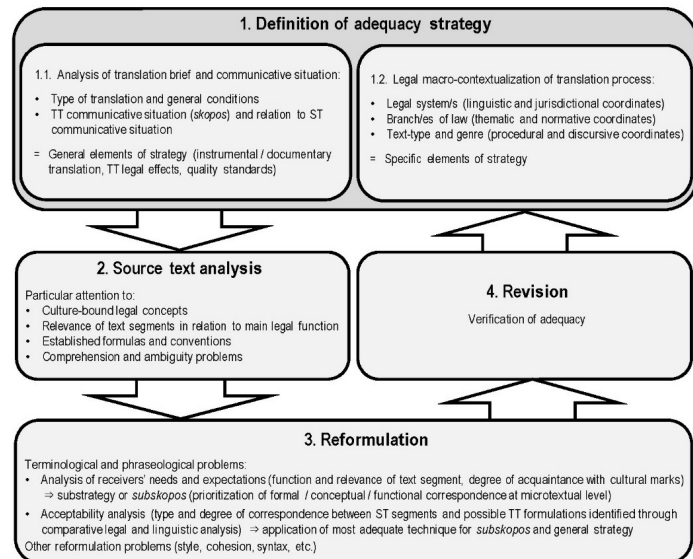 1. Definition of adequacy strategy
1.1. Analysis of translation brief and communicative situation:
• Type of translation and general conditions
• TT communicative situation (skopos) and relation to ST
communicative situation
= General elements of strategy (instrumental / documentary
translation, TT legal effects, quality standards)
1.2. Legal macro-contextualization of translation process:
• Legal system/s (linguistic and jurisdictional coordinates)
• Branch/es of law (thematic and normative coordinates)
• Text-type and genre (procedural and discursive coordinates)
= Specific elements of strategy
2. Source text analysis
Particular attention to:
• Culture-bound legal concepts
• Relevance of text segments in relation to main legal function
• Established formulas and conventions
• Comprehension and ambiguity problems
4. Revision
Verification of adequacy
3. Reformulation
Terminological and phraseological problems:
• Analysis of receivers' needs and expectations (function and relevance of text segment, degree of acquaintance with cultural marks)
⇒ substrategy or subskopos (prioritization of formal / conceptual / functional correspondence at microtextual level)
• Acceptability analysis (type and degree of correspondence between ST segments and possible TT formulations identified through
comparative legal and linguistic analysis) ⇒ application of most adequate technique for subskopos and general strategy
Other reformulation problems (style, cohesion, syntax, etc.)